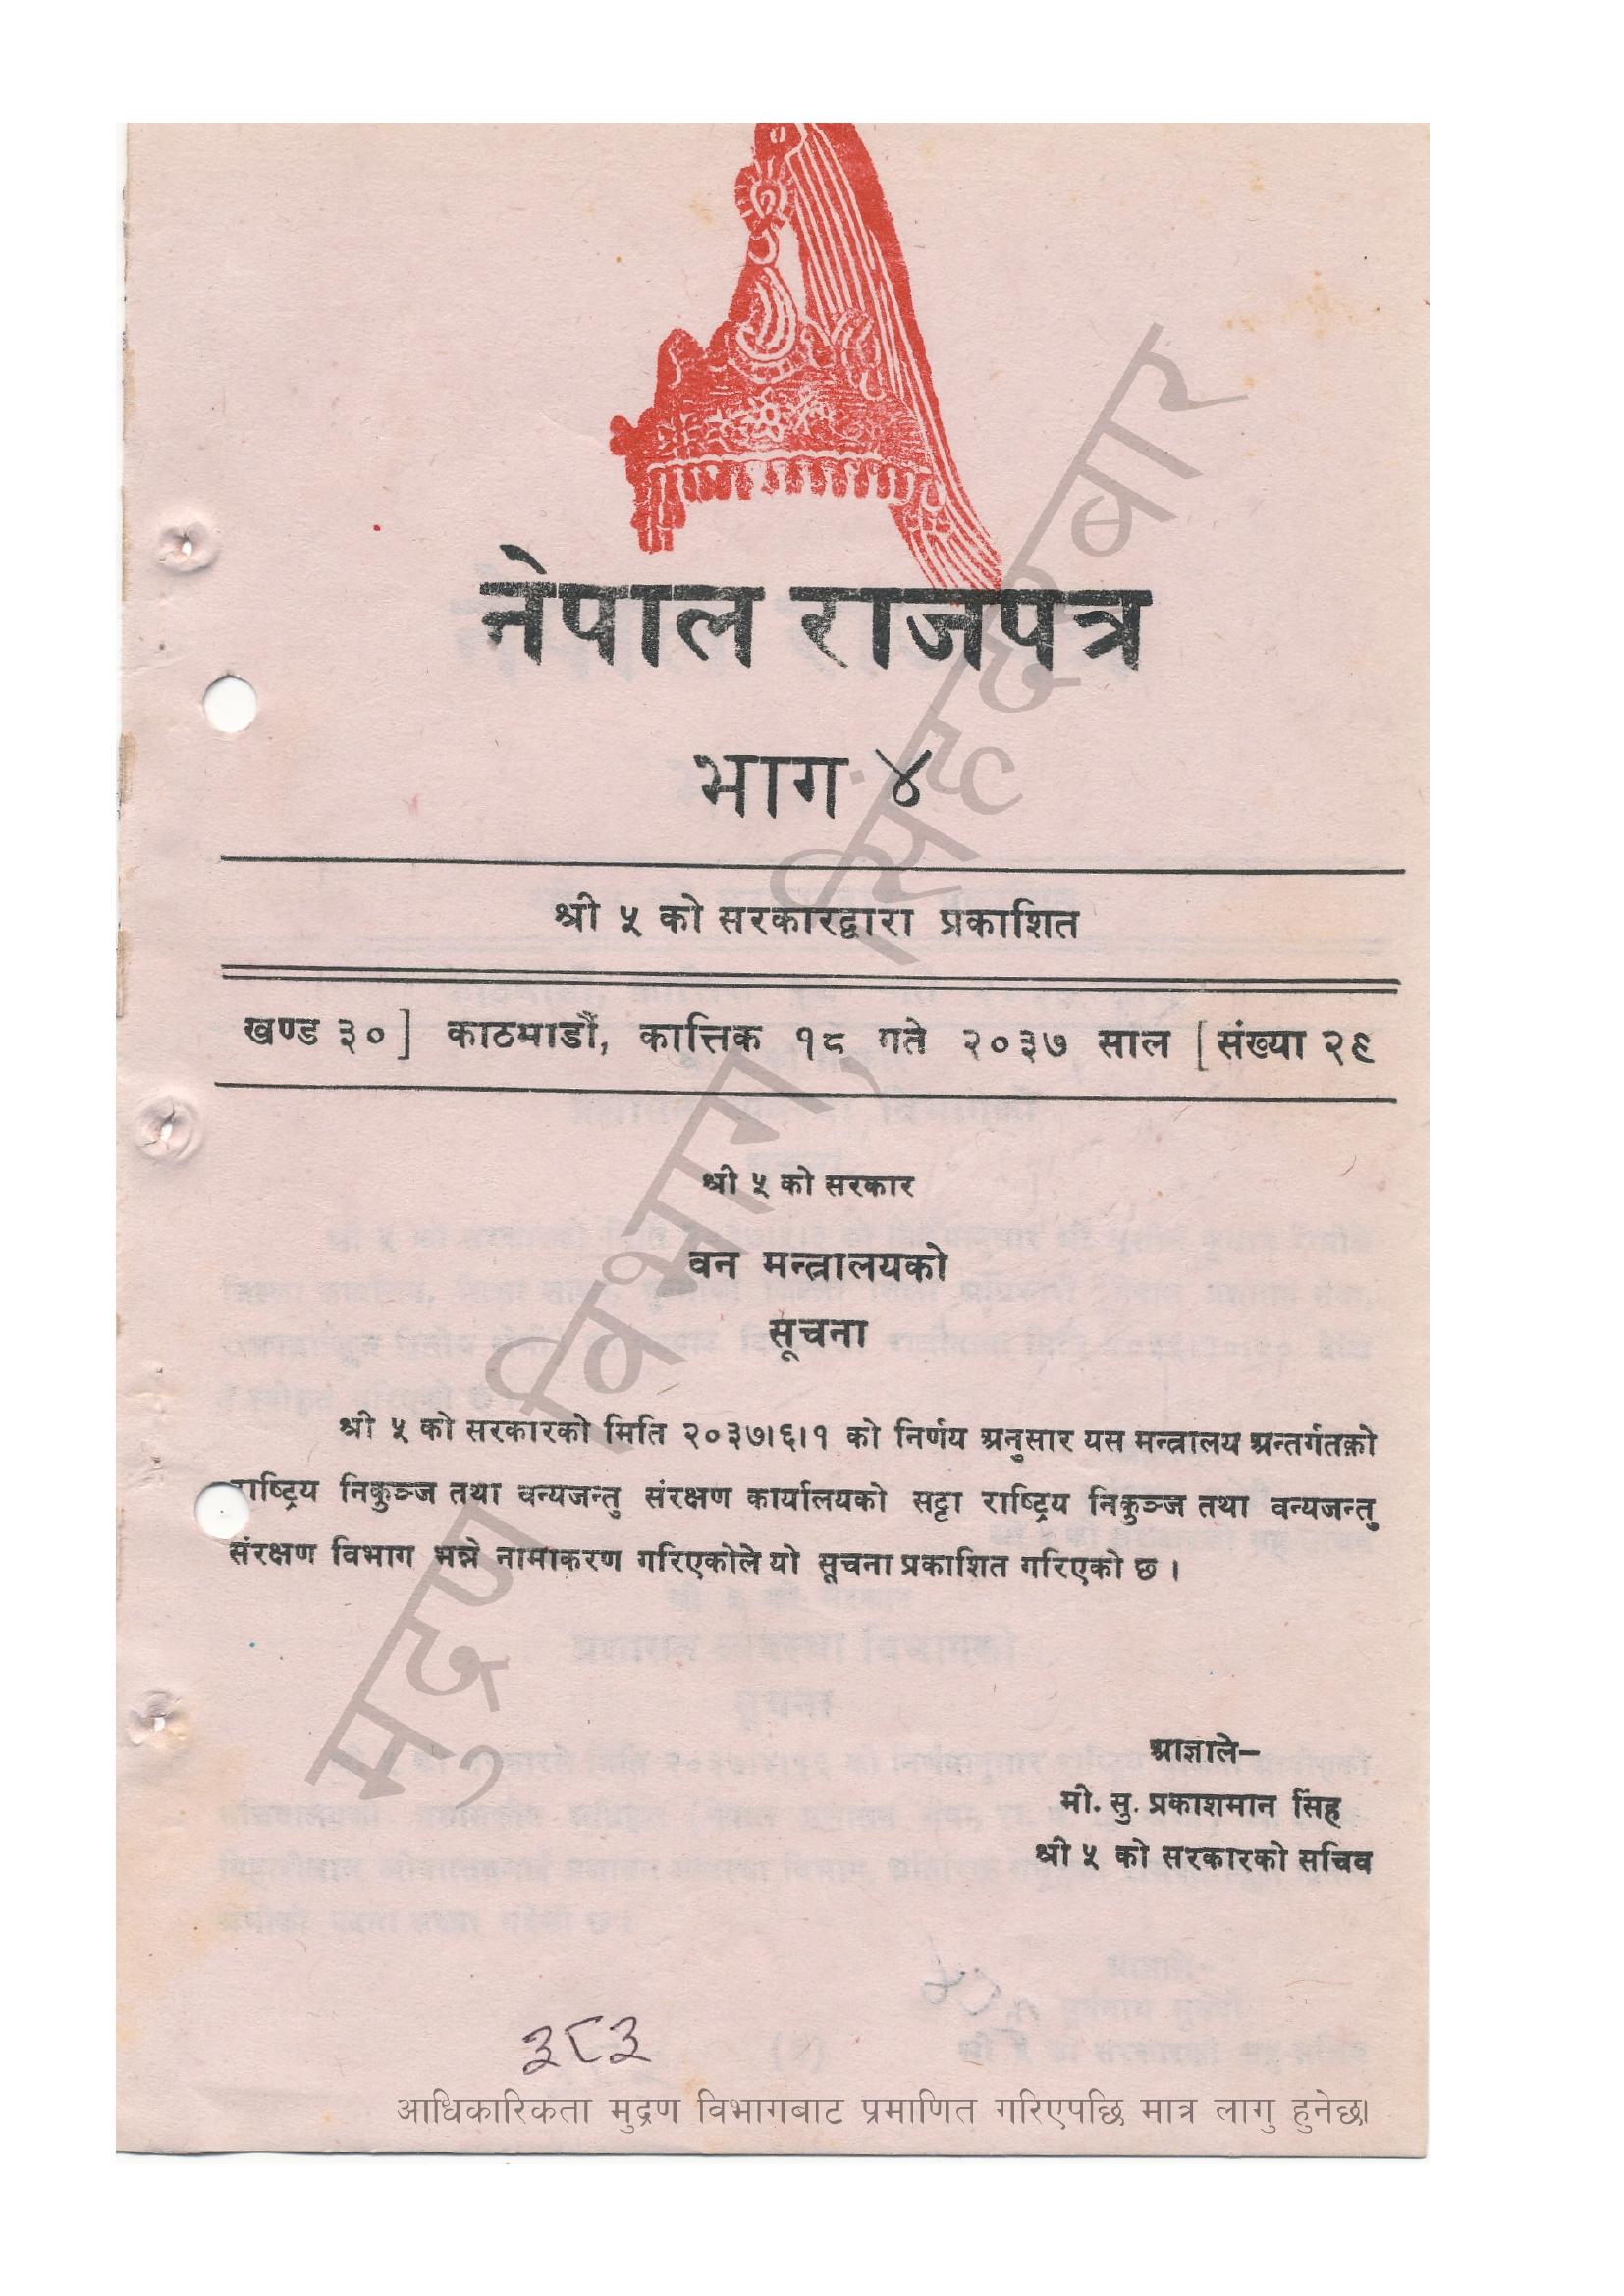 नेपाल राजपत्र
भाग ४
श्री ५ को सरकारद्वारा प्रकाशित
खण्ड ३०] काठमाडौं, कात्तिक १८ गते २०३७ साल [संख्या २९
श्री ५ को सरकार
वन मन्त्रालयको
सूचना
श्री ५ को सरकारको मिति २०३७।६।१ को निर्णय अनुसार यस मन्त्रालय अन्तर्गतको
राष्ट्रिय निकुञ्ज तथा वन्यजन्तु संरक्षण कार्यालयको सट्टा राष्ट्रिय निकुञ्ज तथा वन्यजन्तु
संरक्षण विभाग भन्ने नामाकरण गरिएकोले यो सूचना प्रकाशित गरिएको छ ।
आज्ञाले–
मी. सु. प्रकाशमान सिंह
श्री ५ को सरकारको सचिव
३८३
आधिकारिकता मुद्रण विभागबाट प्रमाणित गरिएपछि मात्र लागु हुनेछ।
मुद्रण विभाग, सिंहदरबार